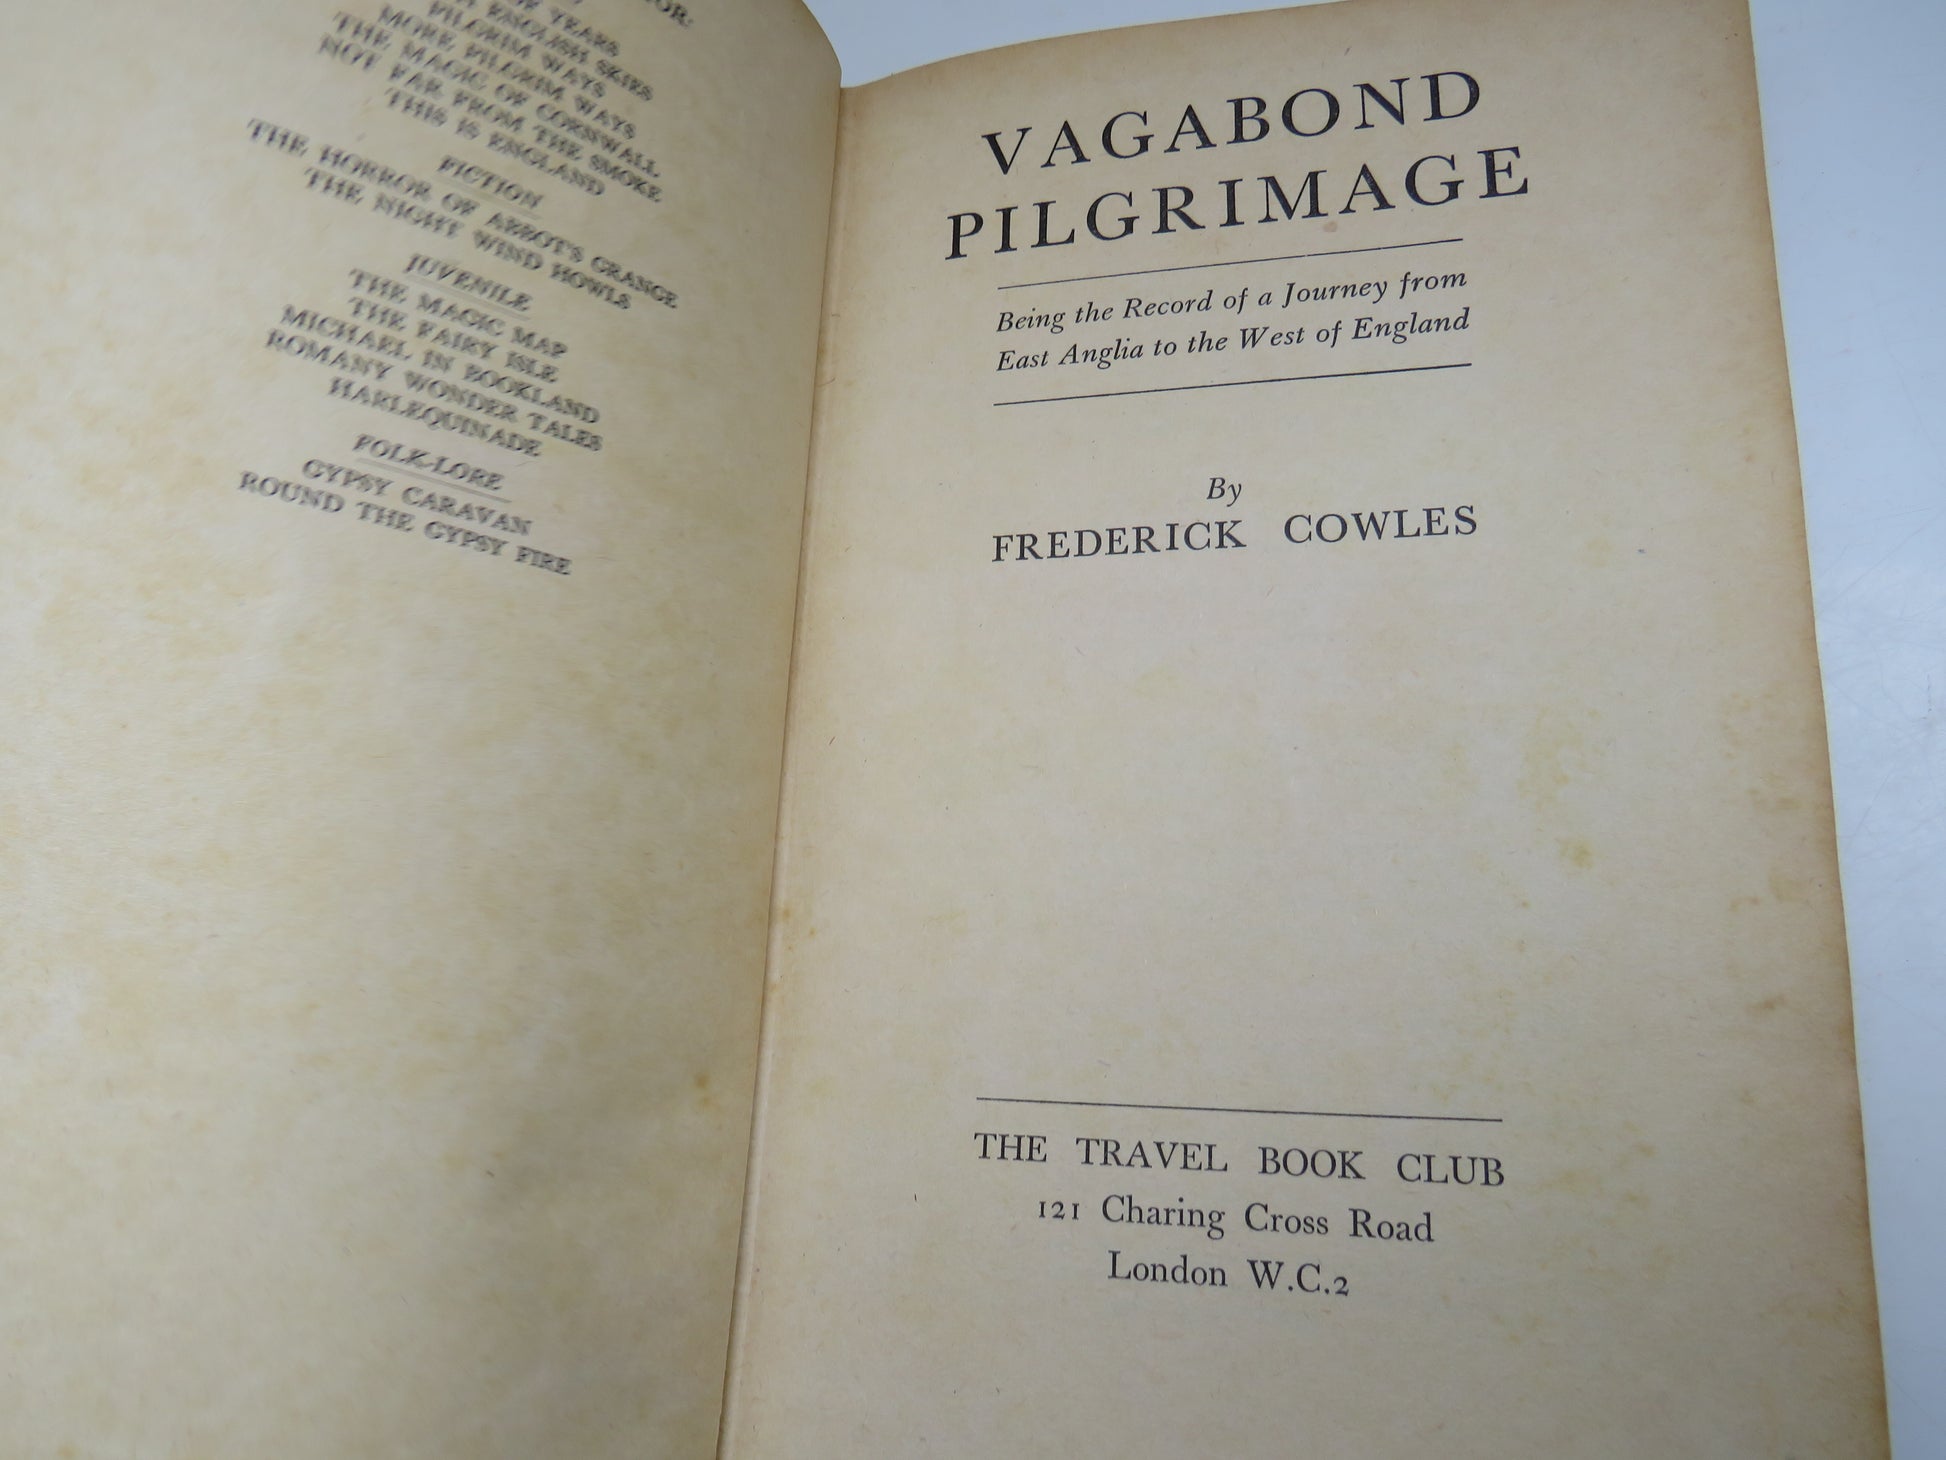 YEARS
ENGLISH SKIES
PILGRIM WAYS
MORE PILGRIM WAYS
THE MAGIC OF CORNWALL
NOT FAR FROM THE SMOKE
THIS IS ENGLAND
FICTION
THE HORROR OF ABBOT'S GRANGE
THE NIGHT WIND HOWLS
JUVENILE
THE MAGIC MAP
THE FAIRY ISLE
MICHAEL IN BOOKLAND
ROMANY WONDER TALES
HARLEQUINADE
FOLK-LORE
GYPSY CARAVAN
ROUND THE GYPSY FIRE
VAGABOND
PILGRIMAGE
Being the Record of a Journey from
East Anglia to the West of England
By
FREDERICK COWLES
THE TRAVEL BOOK CLUB
121 Charing Cross Road
London W.C.2